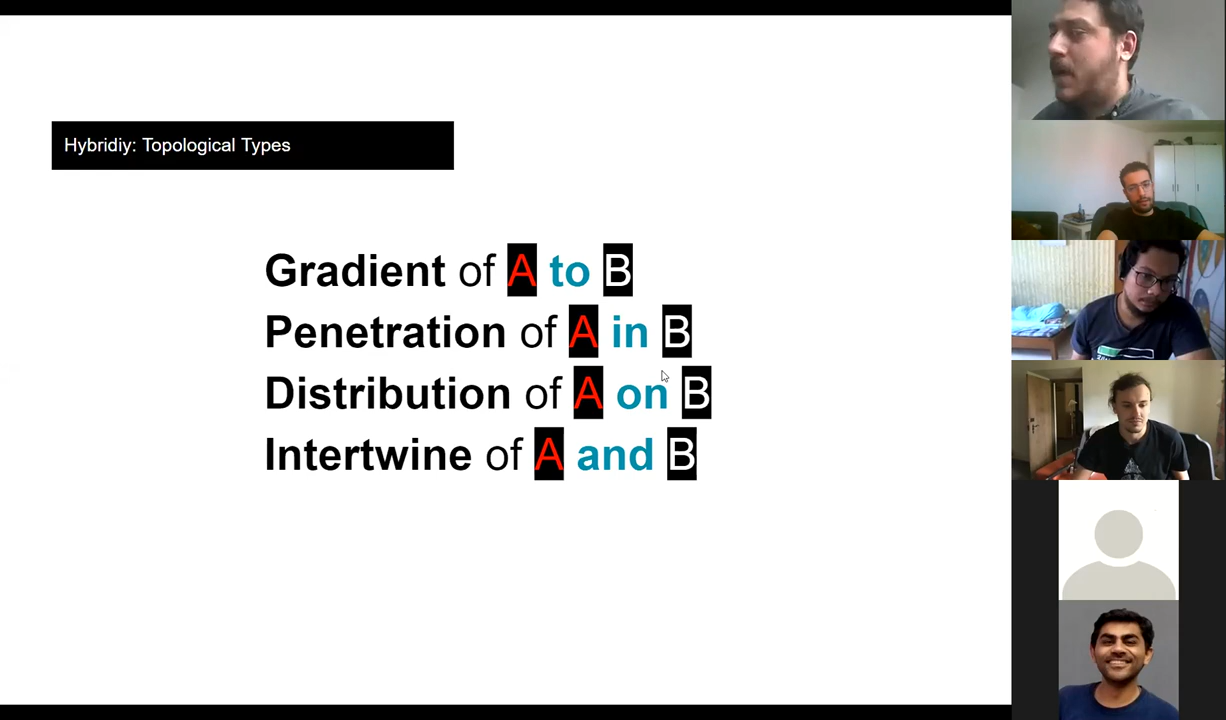 Hybridiy: Topological Types
Gradient of A to B
Penetration of A in B
Distribution of A on B
Intertwine of A and B